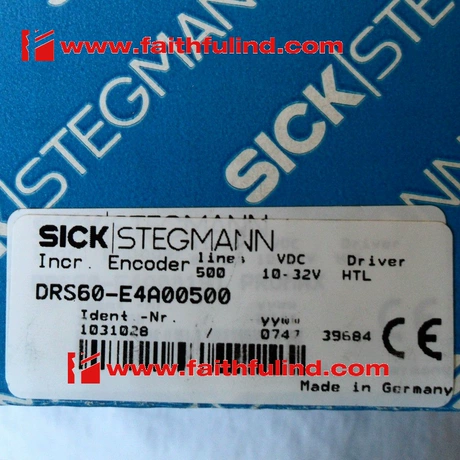 www.faithfulind.com
SICK|STEGMANN
SICK|STEGMANN
SICK|STEGMANN
Incr. Encoder lines VDC Driver
500 10-32V HTL
DRS60-E4A00500
Ident.-Nr. yyww
1031028 / 0747 39684 CE
www.faithfulind.com
Made in Germany